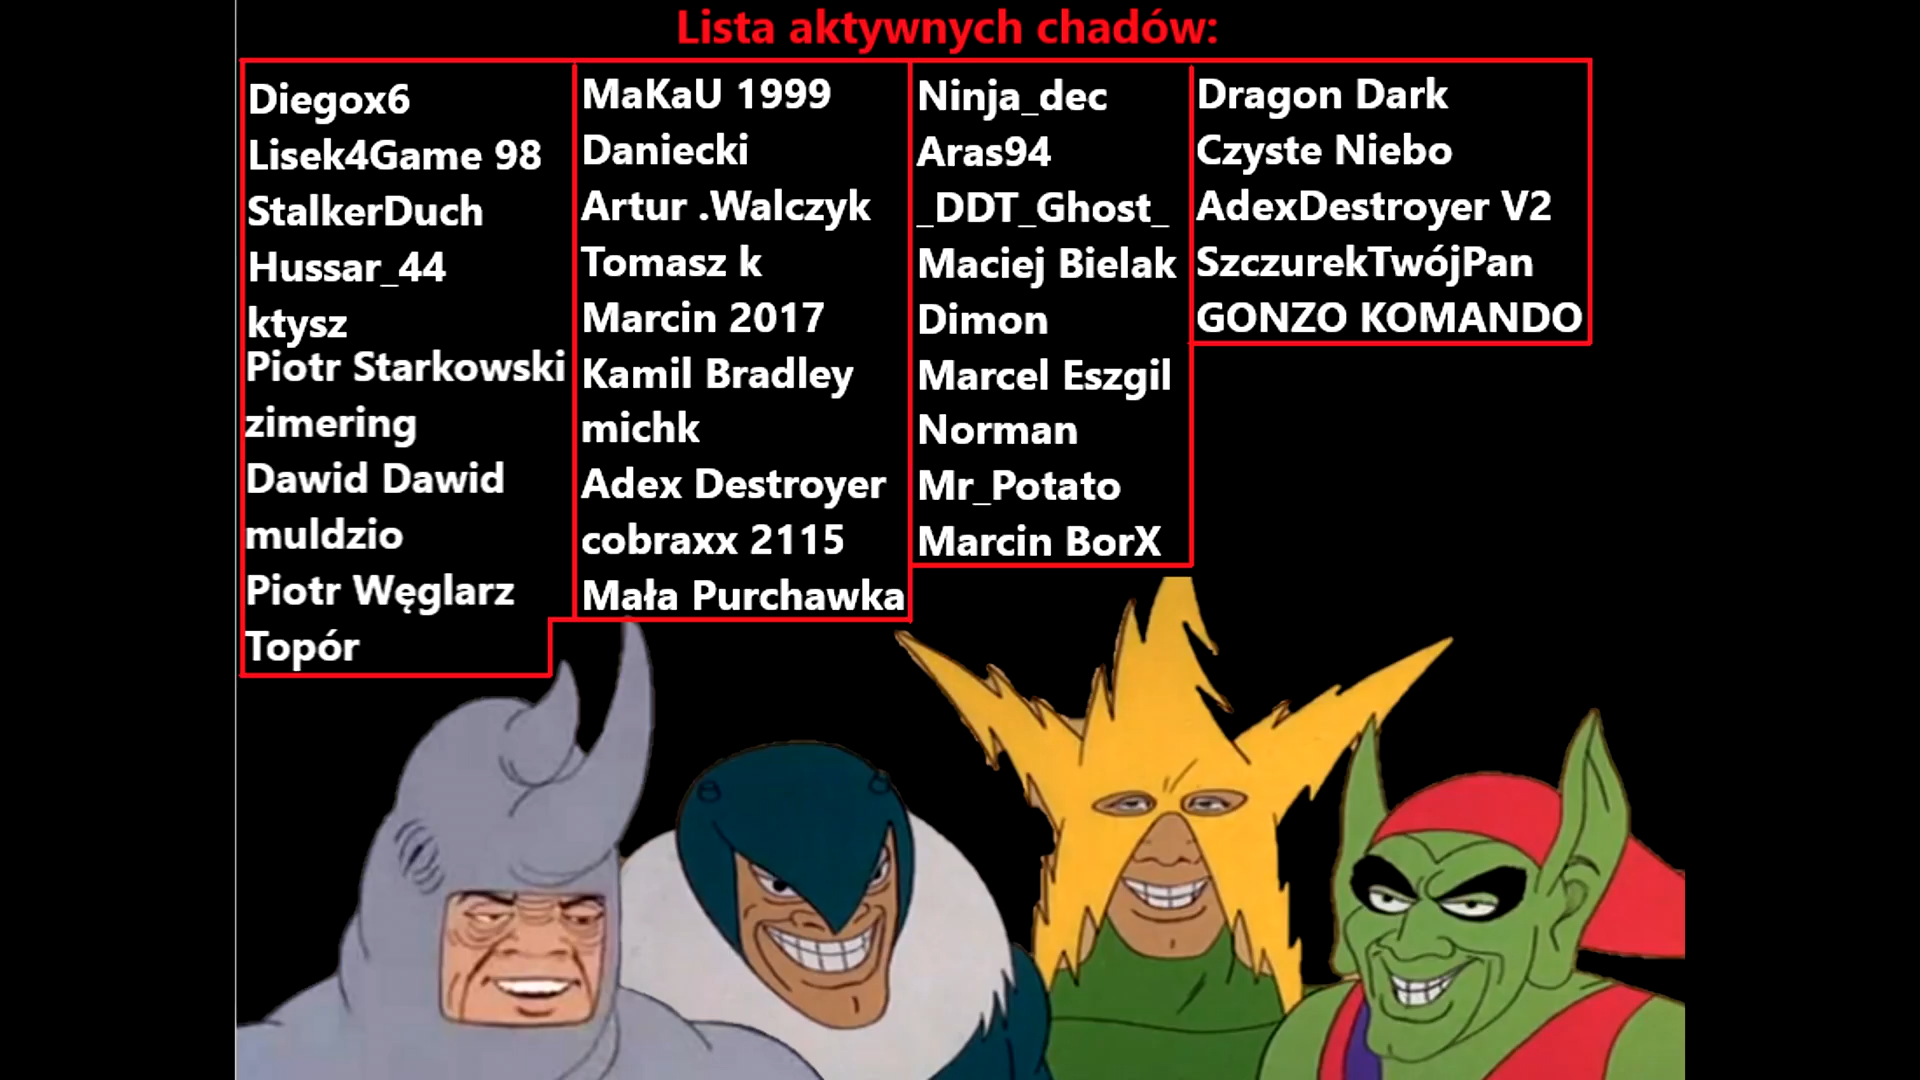 Lista aktywnych chadów:
Diegox6
Lisek4Game 98
StalkerDuch
Hussar_44
ktysz
Piotr Starkowski
zimering
Dawid Dawid
muldzio
Piotr Węglarz
Topór
MaKaU 1999
Daniecki
Artur .Walczyk
Tomasz k
Marcin 2017
Kamil Bradley
michk
Adex Destroyer
cobraxx 2115
Mała Purchawka
Ninja_dec
Aras94
_DDT_Ghost_
Maciej Bielak
Dimon
Marcel Eszgil
Norman
Mr_Potato
Marcin BorX
Dragon Dark
Czyste Niebo
AdexDestroyer V2
SzczurekTwójPan
GONZO KOMANDO